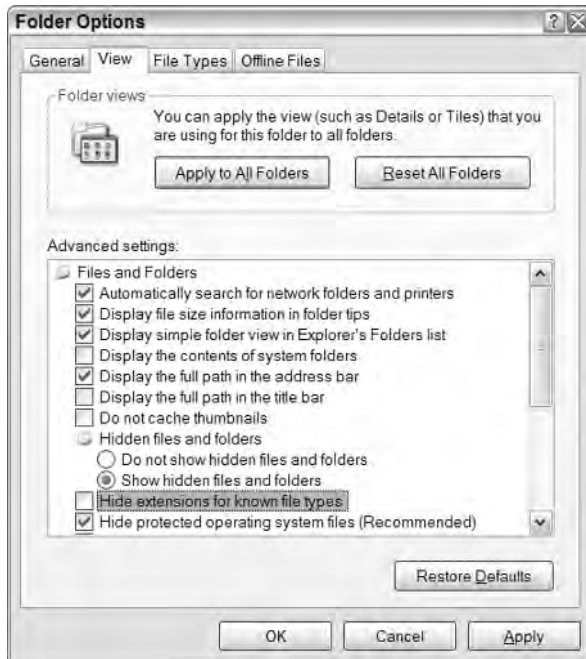 Folder Options
General View File Types Offline Files
Folder views
You can apply the view (such as Details or Tiles) that you
are using for this folder to all folders.
Apply to All Folders Reset All Folders
Advanced settings:
Files and Folders
Automatically search for network folders and printers
Display file size information in folder tips
Display simple folder view in Explorer's Folders list
Display the contents of system folders
Display the full path in the address bar
Display the full path in the title bar
Do not cache thumbnails
Hidden files and folders
Do not show hidden files and folders
Show hidden files and folders
Hide extensions for known file types
Hide protected operating system files (Recommended)
Restore Defaults
OK Cancel Apply